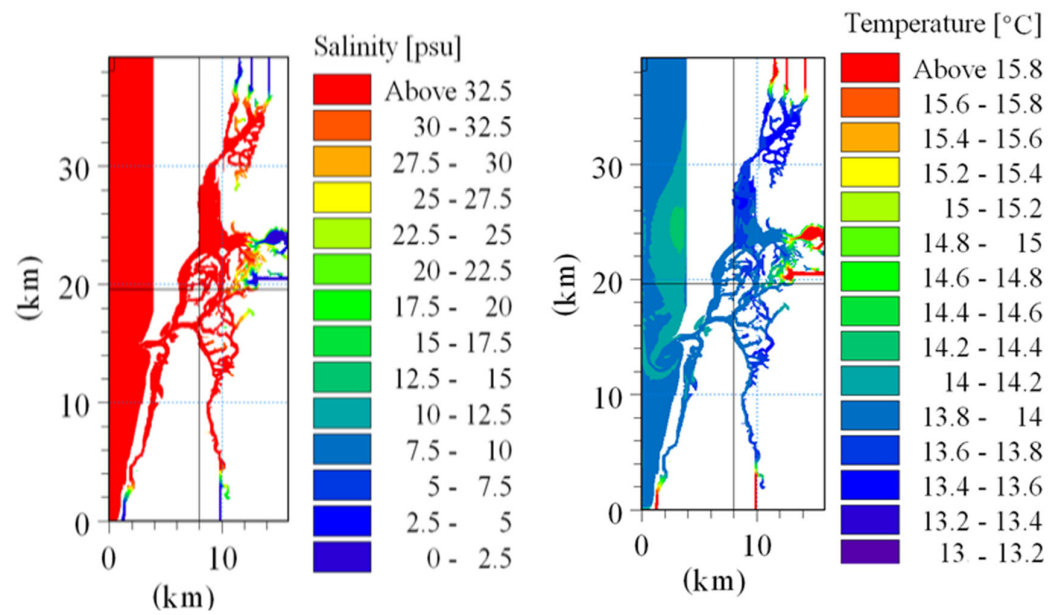 Salinity [psu]
Above 32.5
30 - 32.5
27.5 - 30
25 - 27.5
22.5 - 25
20 - 22.5
17.5 - 20
15 - 17.5
12.5 - 15
10 - 12.5
7.5 - 10
5 - 7.5
2.5 - 5
0 - 2.5
30
20
10
0
(km)
0 10
(km)
Temperature [°C]
Above 15.8
15.6 - 15.8
15.4 - 15.6
15.2 - 15.4
15 - 15.2
14.8 - 15
14.6 - 14.8
14.4 - 14.6
14.2 - 14.4
14 - 14.2
13.8 - 14
13.6 - 13.8
13.4 - 13.6
13.2 - 13.4
13. - 13.2
30
20
10
0
(km)
0 10
(km)